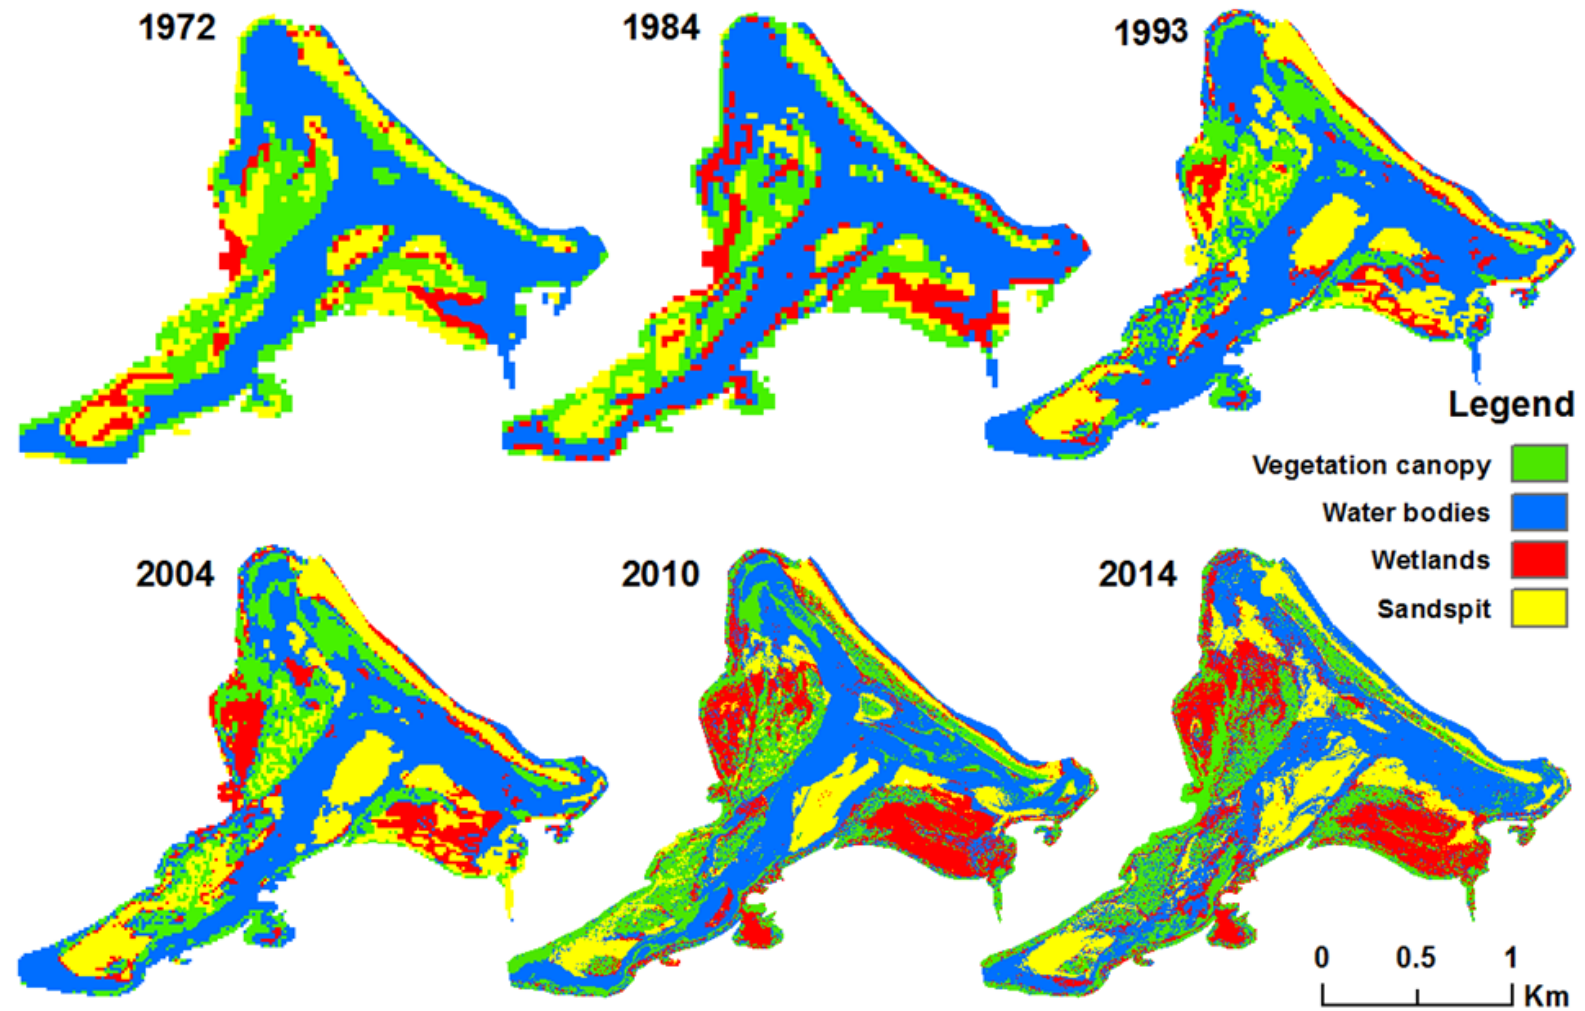 1972
1984
1993
Legend
Vegetation canopy
Water bodies
Wetlands
Sandspit
2004
2010
2014
0 0.5 1
Km